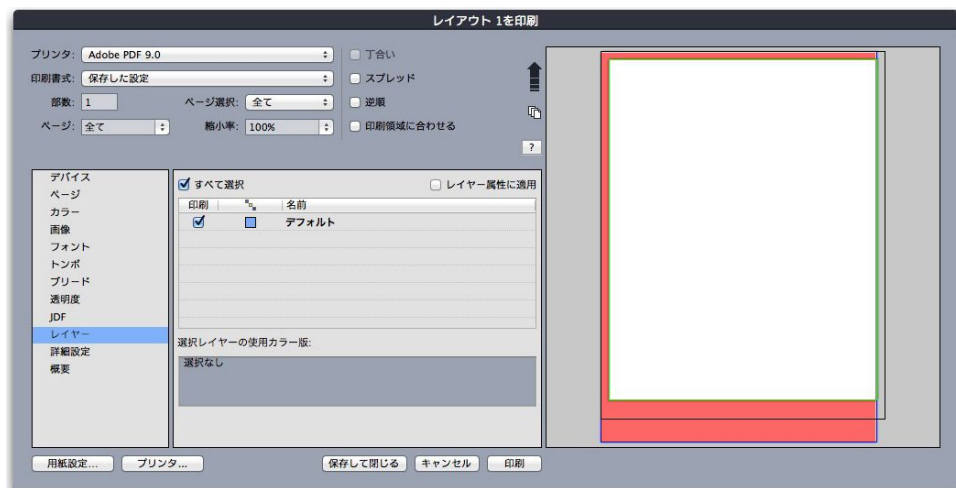 レイアウト 1を印刷
プリンタ: Adobe PDF 9.0
丁合い
印刷書式: 保存した設定
スプレッド
部数: 1 ページ選択: 全て
逆順
ページ: 全て 縮小率: 100%
印刷領域に合わせる
?
デバイス
ページ
カラー
画像
フォント
トンボ
ブリード
透明度
JDF
レイヤー
詳細設定
概要
すべて選択 レイヤー属性に適用
印刷 名前
デフォルト
選択レイヤーの使用カラー版:
選択なし
用紙設定... プリンタ... 保存して閉じる キャンセル 印刷